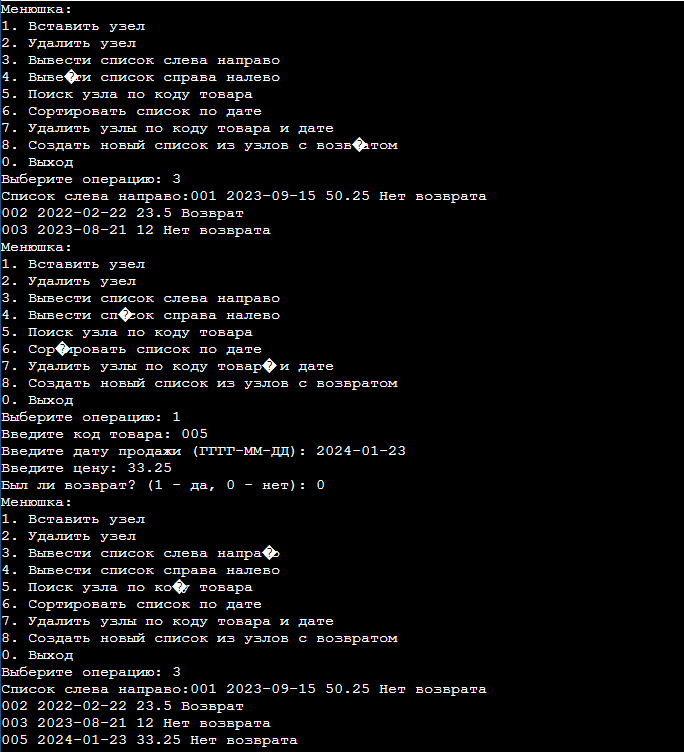 Менюшка:
1. Вставить узел
2. Удалить узел
3. Вывести список слева направо
4. Выве�ти список справа налево
5. Поиск узла по коду товара
6. Сортировать список по дате
7. Удалить узлы по коду товара и дате
8. Создать новый список из узлов с возв�атом
0. Выход
Выберите операцию: 3
Список слева направо:001 2023-09-15 50.25 Нет возврата
002 2022-02-22 23.5 Возврат
003 2023-08-21 12 Нет возврата
Менюшка:
1. Вставить узел
2. Удалить узел
3. Вывести список слева направо
4. Вывести сп�сок справа налево
5. Поиск узла по коду товара
6. Сор�ировать список по дате
7. Удалить узлы по коду товар� и дате
8. Создать новый список из узлов с возвратом
0. Выход
Выберите операцию: 1
Введите код товара: 005
Введите дату продажи (ГГГГ-ММ-ДД): 2024-01-23
Введите цену: 33.25
Был ли возврат? (1 - да, 0 - нет): 0
Менюшка:
1. Вставить узел
2. Удалить узел
3. Вывести список слева напра�о
4. Вывести список справа налево
5. Поиск узла по ко�у товара
6. Сортировать список по дате
7. Удалить узлы по коду товара и дате
8. Создать новый список из узлов с возвратом
0. Выход
Выберите операцию: 3
Список слева направо:001 2023-09-15 50.25 Нет возврата
002 2022-02-22 23.5 Возврат
003 2023-08-21 12 Нет возврата
005 2024-01-23 33.25 Нет возврата